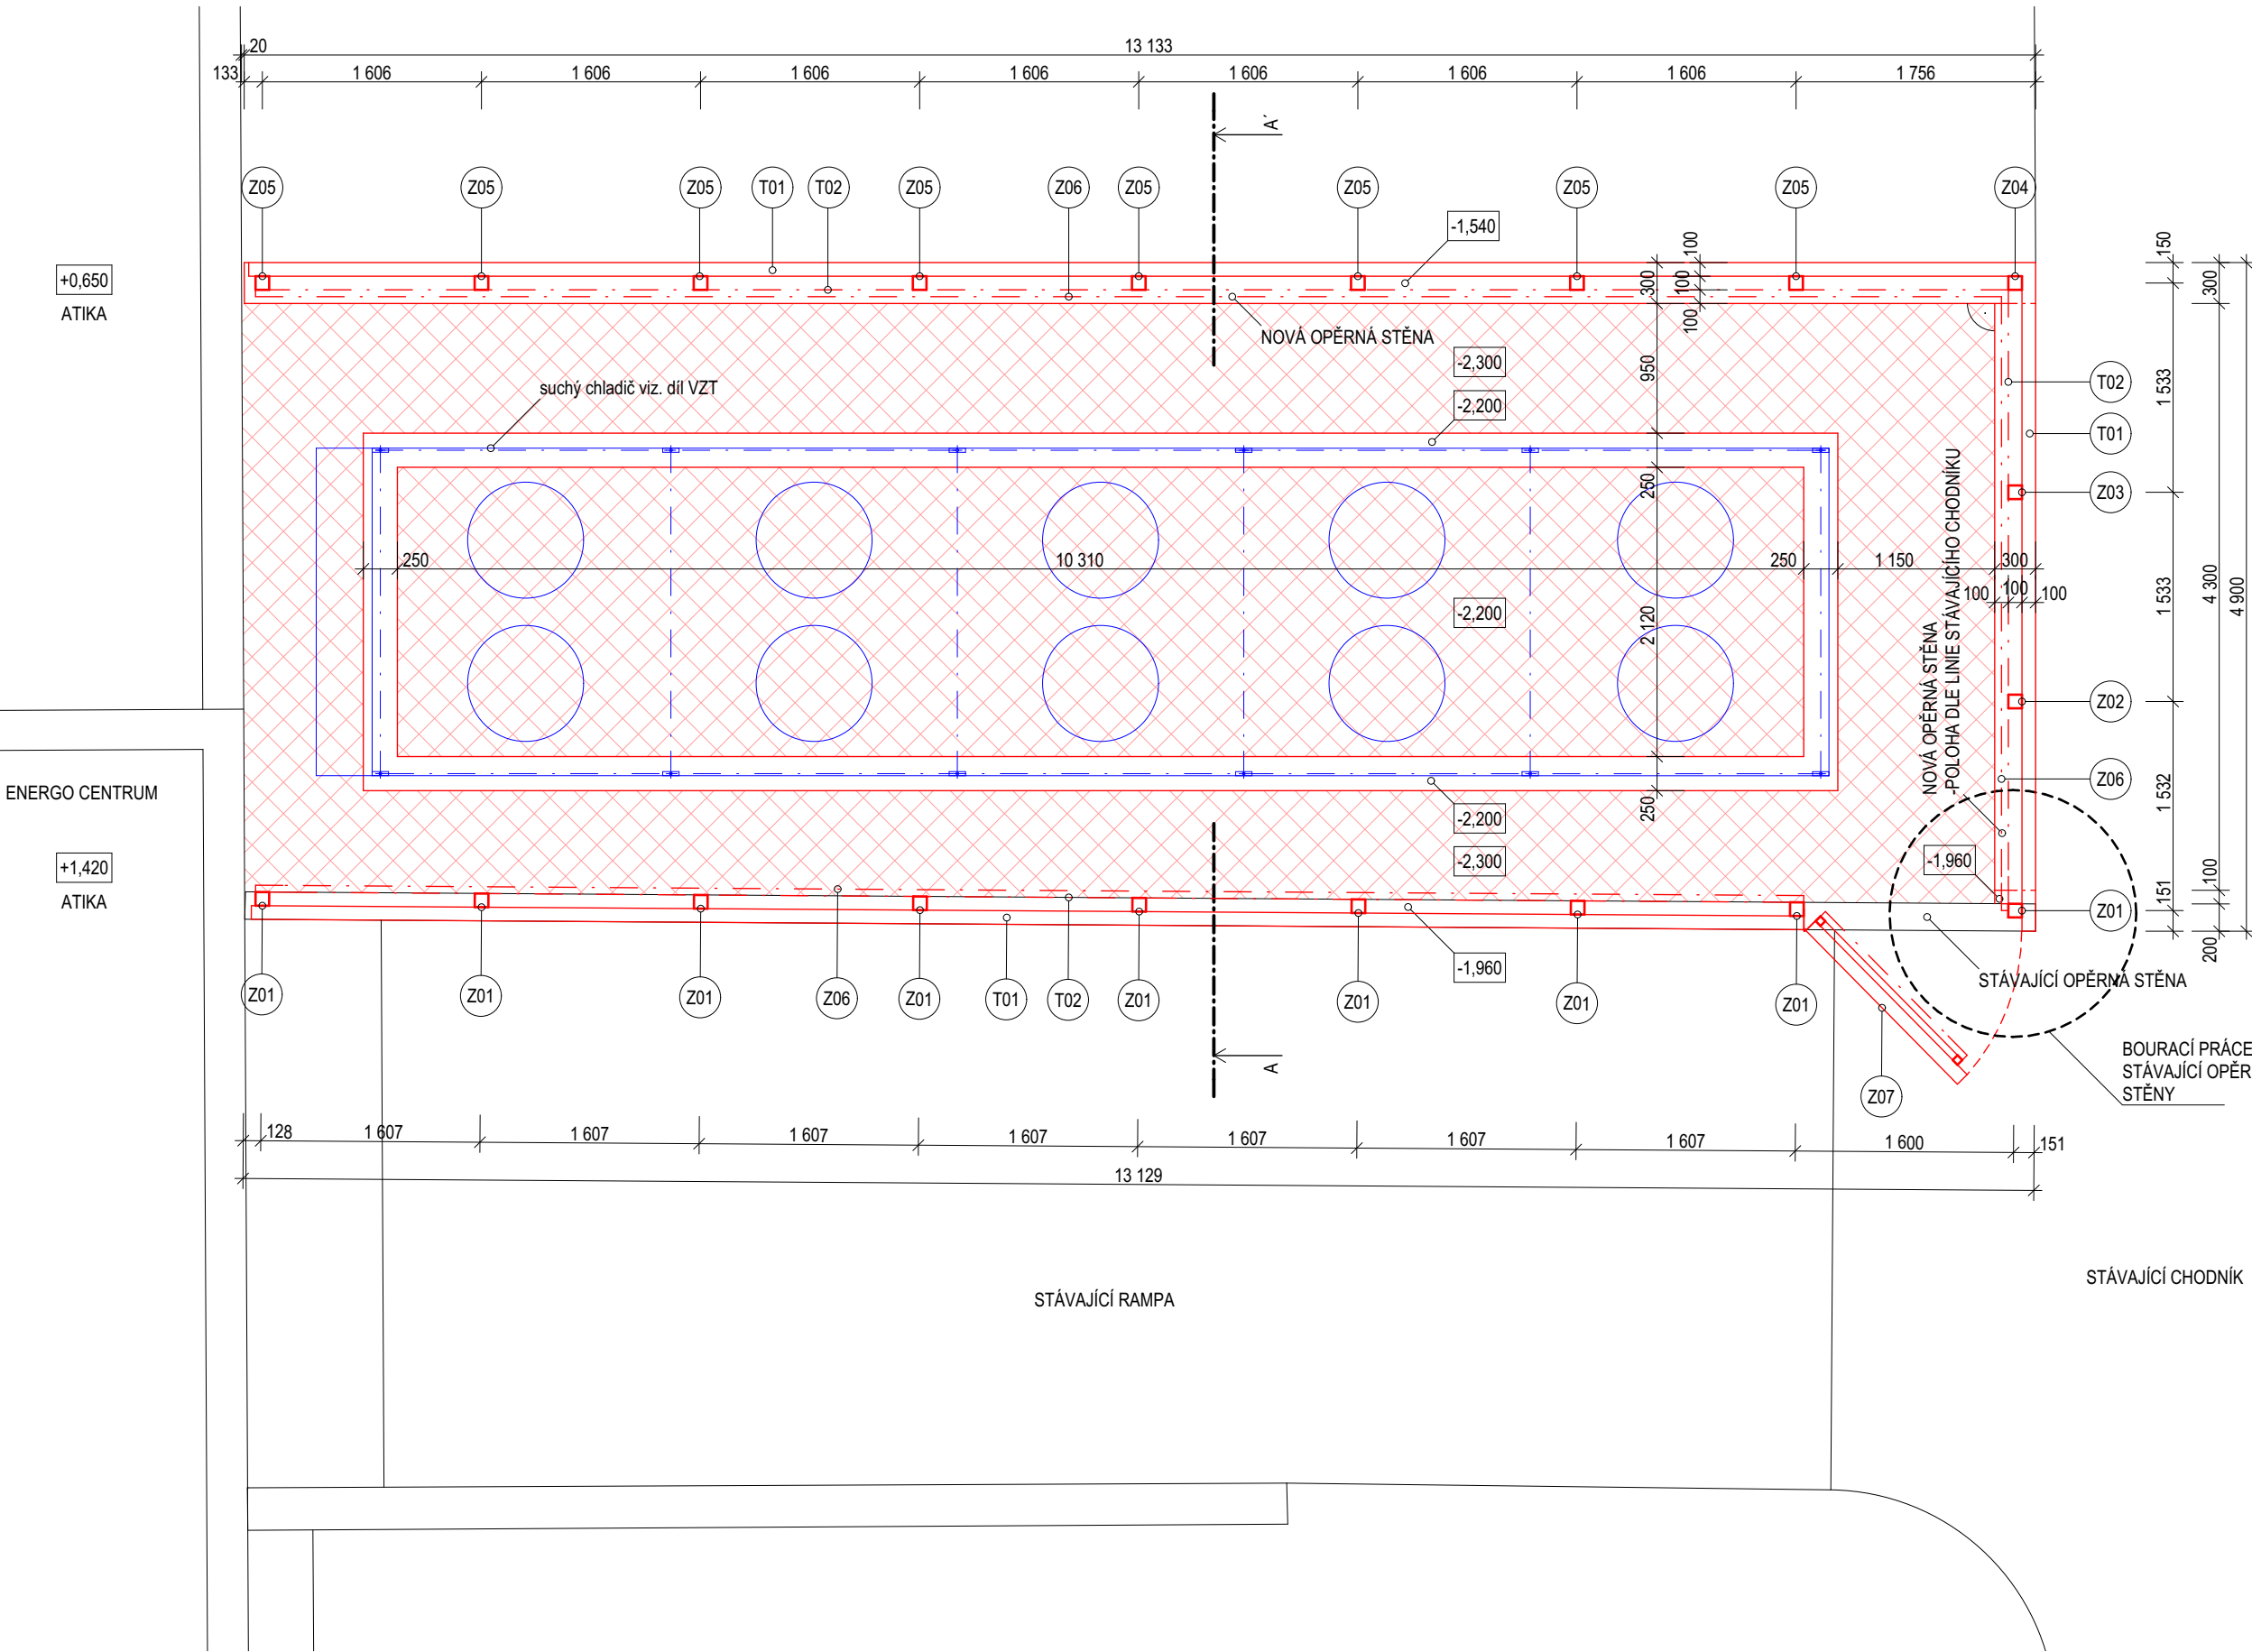 20
13 133
133
1 606
1 606
1 606
1 606
1 606
1 606
1 606
1 756
A´
Z05
Z05
Z05
T01
T02
Z05
Z06
Z05
Z05
Z05
Z05
Z04
-1,540
100
150
+0,650
ATIKA
300
100
100
300
NOVÁ OPĚRNÁ STĚNA
-2,300
950
suchý chladič viz. díl VZT
-2,200
T02
1 533
T01
250
Z03
250
10 310
250
1 150
300
100
100
100
-2,200
2 120
1 533
4 300
4 900
NOVÁ OPĚRNÁ STĚNA
-POLOHA DLE LINIE STÁVAJÍCÍHO CHODNÍKU
Z02
Z06
1 532
ENERGO CENTRUM
250
-2,200
-2,300
-1,960
+1,420
ATIKA
100
151
Z01
200
-1,960
STÁVAJÍCÍ OPĚRNÁ STĚNA
Z01
Z01
Z01
Z06
Z01
T01
T02
Z01
Z01
Z01
Z01
BOURACÍ PRÁCE
STÁVAJÍCÍ OPĚR
STĚNY
A
Z07
128
1 607
1 607
1 607
1 607
1 607
1 607
1 607
1 600
151
13 129
STÁVAJÍCÍ CHODNÍK
STÁVAJÍCÍ RAMPA